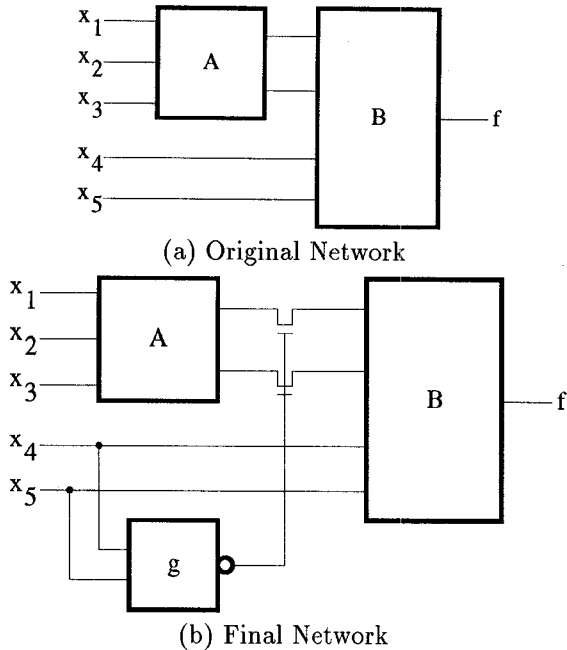 x1
x2
x3
A
B
f
x4
x5
(a) Original Network
x1
x2
x3
A
B
f
x4
x5
g
(b) Final Network